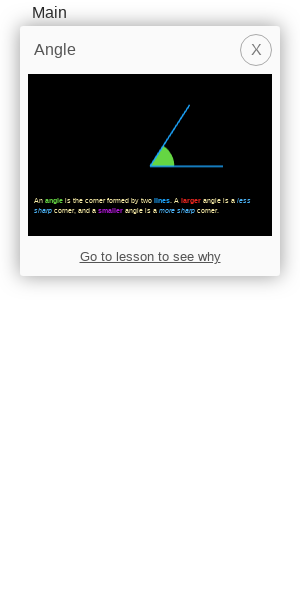 Main
Angle
X
An angle is the corner formed by two lines. A larger angle is a less
sharp corner, and a smaller angle is a more sharp corner.
Go to lesson to see why